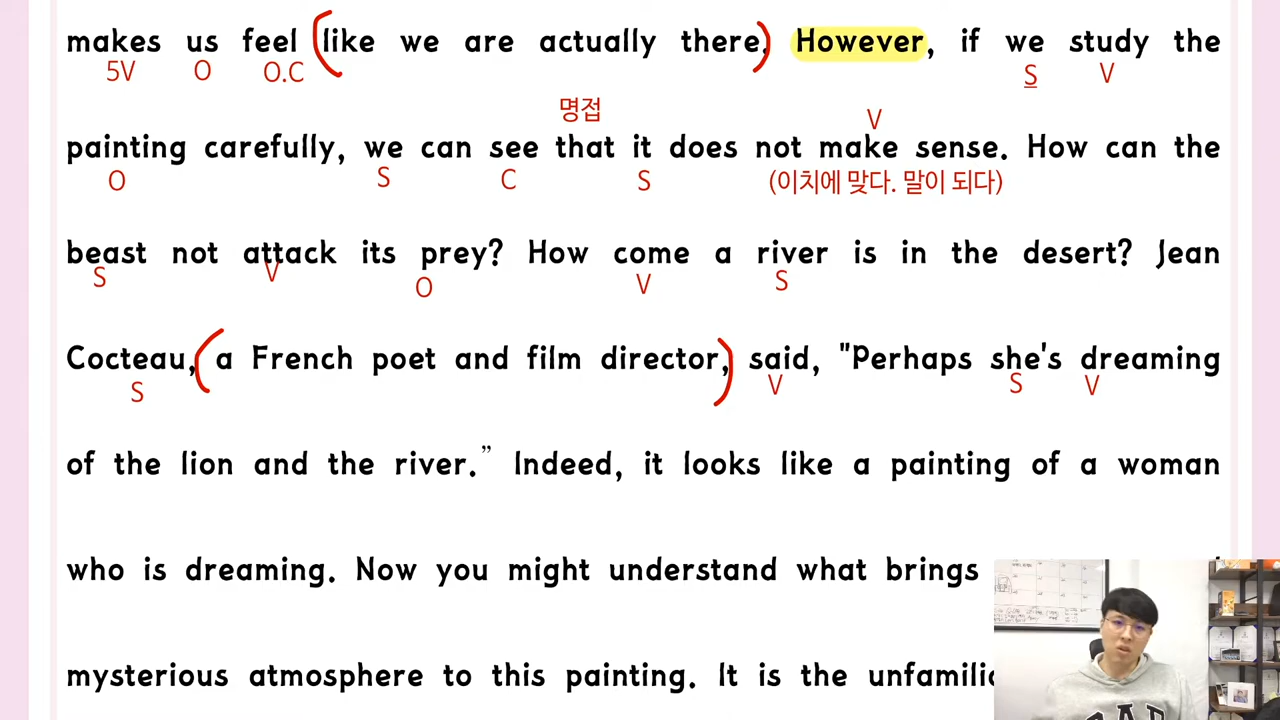 makes us feel (like we are actually there.) However, if we study the
5V O O.C S V
명접 V
painting carefully, we can see that it does not make sense. How can the
O S C S (이치에 맞다. 말이 되다)
beast not attack its prey? How come a river is in the desert? Jean
S V O V S
Cocteau, (a French poet and film director,) said, "Perhaps she's dreaming
S V S V
of the lion and the river.” Indeed, it looks like a painting of a woman
who is dreaming. Now you might understand what brings
mysterious atmosphere to this painting. It is the